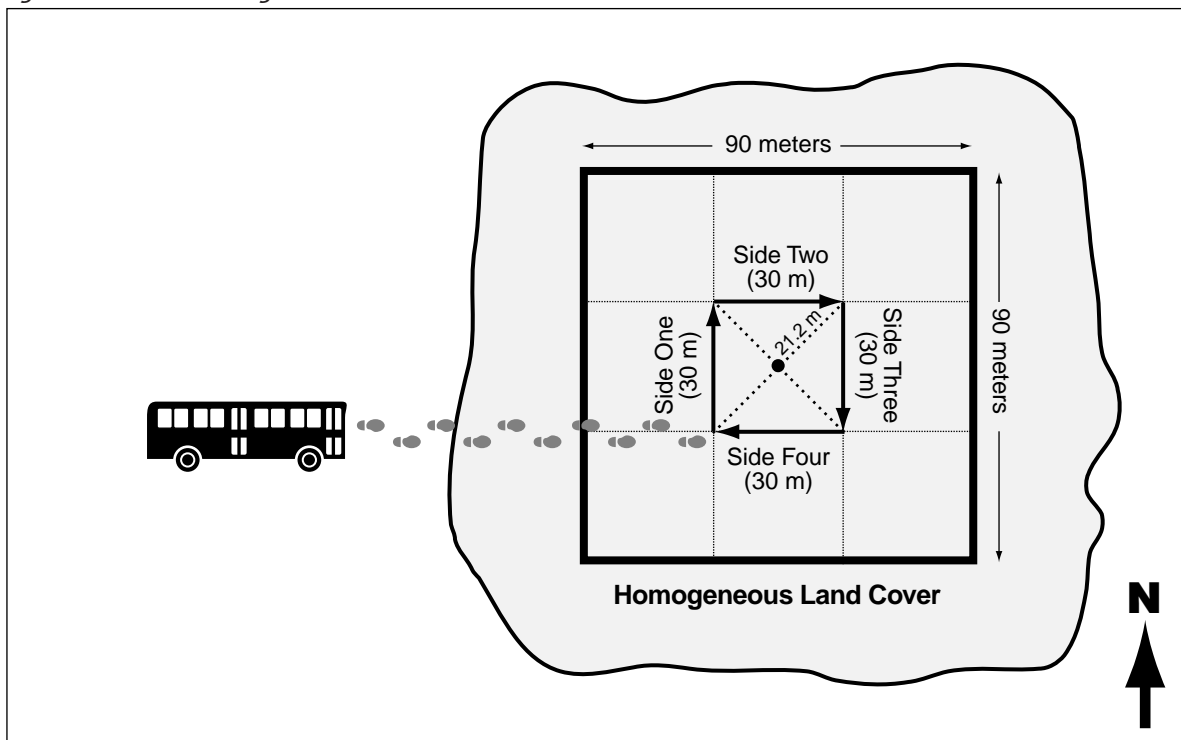 90 meters
Side Two
(30 m)
Side One
(30 m)
21.2 m
Side Three
(30 m)
90 meters
Side Four
(30 m)
Homogeneous Land Cover
N